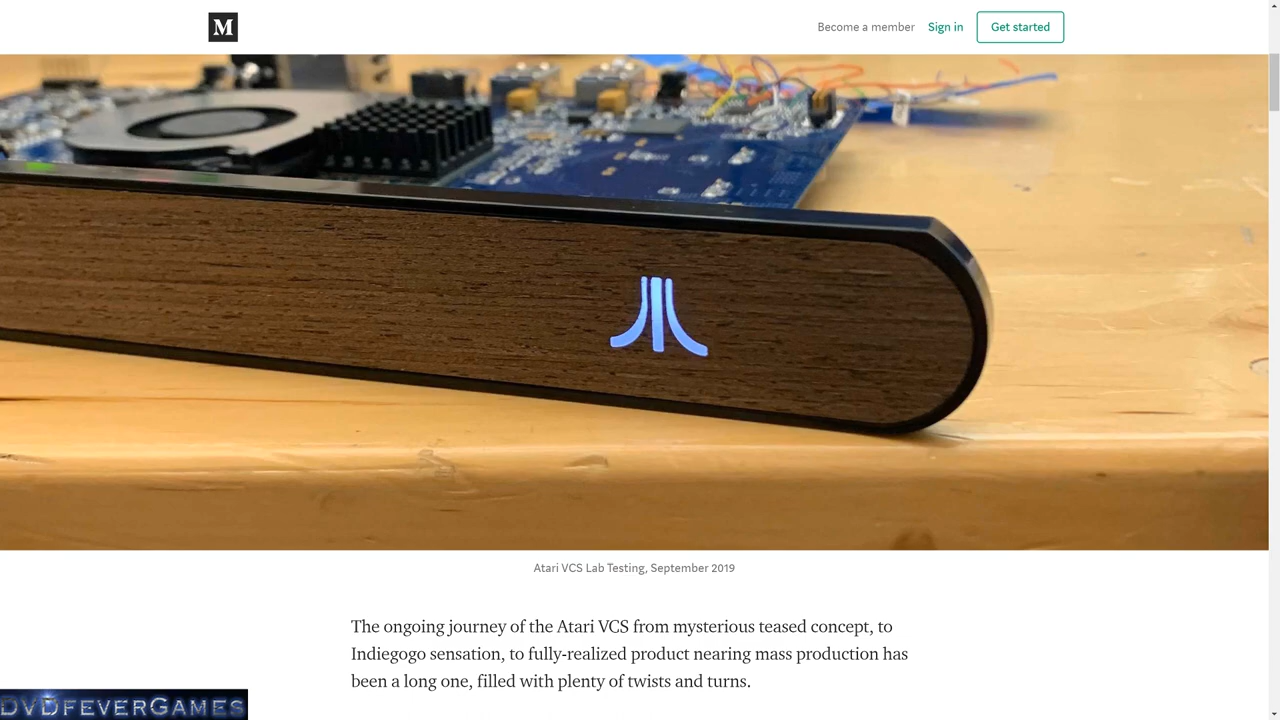 M
Become a member
Sign in
Get started
Atari VCS Lab Testing, September 2019
The ongoing journey of the Atari VCS from mysterious teased concept, to
Indiegogo sensation, to fully-realized product nearing mass production has
been a long one, filled with plenty of twists and turns.
DVDFEVERGAMES